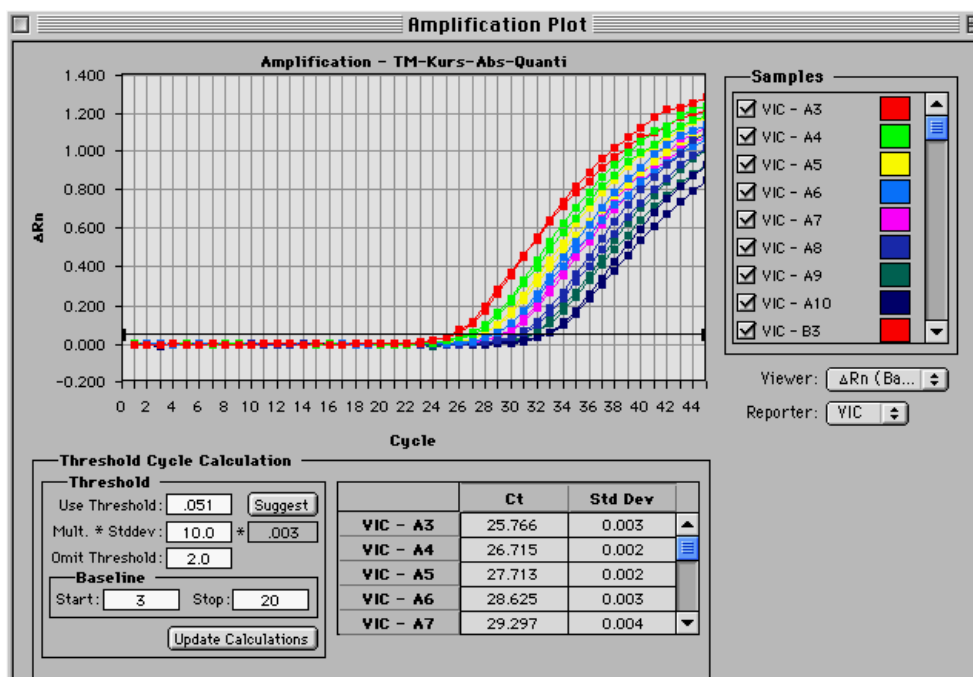 Amplification Plot
Amplification - TM-Kurs-Abs-Quanti
1.400
1.200
1.000
0.800
0.600
0.400
0.200
0.000
-0.200
ΔRn
0 2 4 6 8 10 12 14 16 18 20 22 24 26 28 30 32 34 36 38 40 42 44
Cycle
Samples
VIC - A3
VIC - A4
VIC - A5
VIC - A6
VIC - A7
VIC - A8
VIC - A9
VIC - A10
VIC - B3
Viewer: ΔRn (Ba...
Reporter: VIC
Threshold Cycle Calculation
Threshold
Use Threshold: .051 Suggest
Mult. * Stddev: 10.0 * .003
Omit Threshold: 2.0
Baseline
Start: 3 Stop: 20
Update Calculations
Ct Std Dev
VIC - A3 25.766 0.003
VIC - A4 26.715 0.002
VIC - A5 27.713 0.002
VIC - A6 28.625 0.003
VIC - A7 29.297 0.004